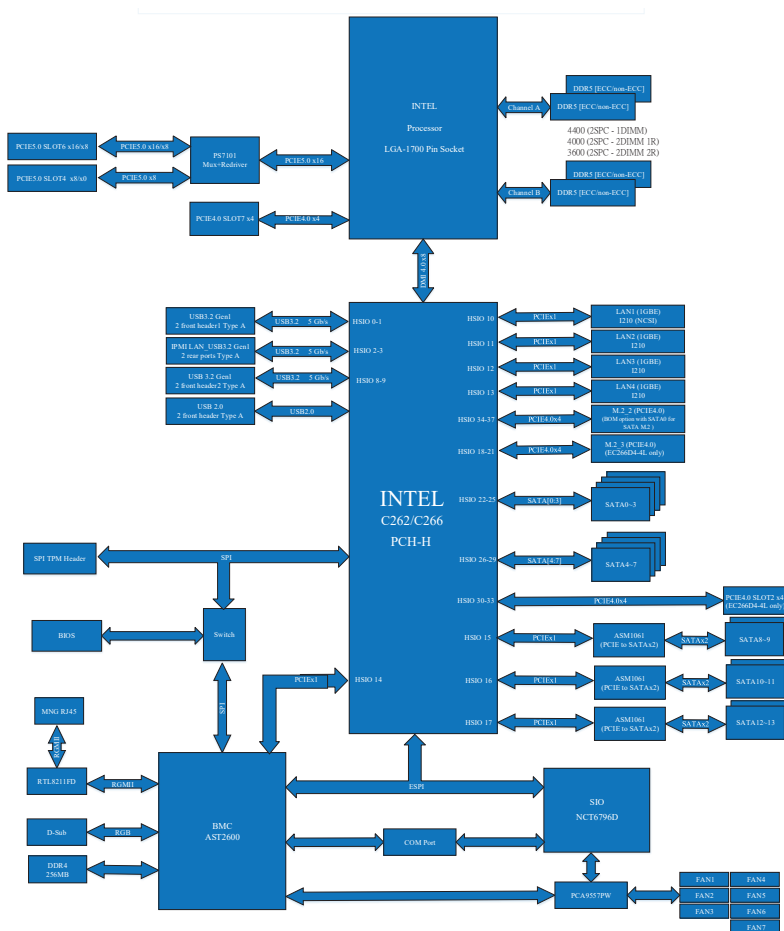 INTEL
Processor
LGA-1700 Pin Socket
Channel A
DDR5 [ECC/non-ECC]
DDR5 [ECC/non-ECC]
4400 (2SPC - 1DIMM)
4000 (2SPC - 2DIMM 1R)
3600 (2SPC - 2DIMM 2R)
DDR5 [ECC/non-ECC]
Channel B
DDR5 [ECC/non-ECC]
PCIE5.0 SLOT6 x16/x8
PCIE5.0 x16/x8
PS7101
Mux+Redriver
PCIE5.0 x16
PCIE5.0 SLOT4 x8/x0
PCIE5.0 x8
PCIE4.0 SLOT7 x4
PCIE4.0 x4
DMI 4.0 x8
USB3.2 Gen1
2 front header1 Type A
USB3.2 5 Gb/s
HSIO 0-1
IPMI LAN_USB3.2 Gen1
2 rear ports Type A
USB3.2 5 Gb/s
HSIO 2-3
USB 3.2 Gen1
2 front header2 Type A
USB3.2 5 Gb/s
HSIO 8-9
USB 2.0
2 front header Type A
USB2.0
INTEL
C262/C266
PCH-H
HSIO 10
PCIEx1
LAN1 (1GBE)
I210 (NCSI)
HSIO 11
PCIEx1
LAN2 (1GBE)
I210
HSIO 12
PCIEx1
LAN3 (1GBE)
I210
HSIO 13
PCIEx1
LAN4 (1GBE)
I210
HSIO 34-37
PCIE4.0x4
M.2_2 (PCIE4.0)
(BOM option with SATA0 for
SATA M.2 )
HSIO 18-21
PCIE4.0x4
M.2_3 (PCIE4.0)
(EC266D4-4L only)
HSIO 22-25
SATA[0:3]
SATA0~3
HSIO 26-29
SATA[4:7]
SATA4~7
HSIO 30-33
PCIE4.0x4
PCIE4.0 SLOT2 x4
(EC266D4-4L only)
HSIO 15
PCIEx1
ASM1061
(PCIE to SATAx2)
SATAx2
SATA8~9
HSIO 16
PCIEx1
ASM1061
(PCIE to SATAx2)
SATAx2
SATA10~11
HSIO 17
PCIEx1
ASM1061
(PCIE to SATAx2)
SATAx2
SATA12~13
SPI TPM Header
SPI
BIOS
Switch
SPI
PCIEx1
HSIO 14
MNG RJ45
RGMII
RTL8211FD
RGMII
D-Sub
RGB
DDR4
256MB
BMC
AST2600
ESPI
COM Port
SIO
NCT6796D
PCA9557PW
FAN1
FAN4
FAN2
FAN5
FAN3
FAN6
FAN7